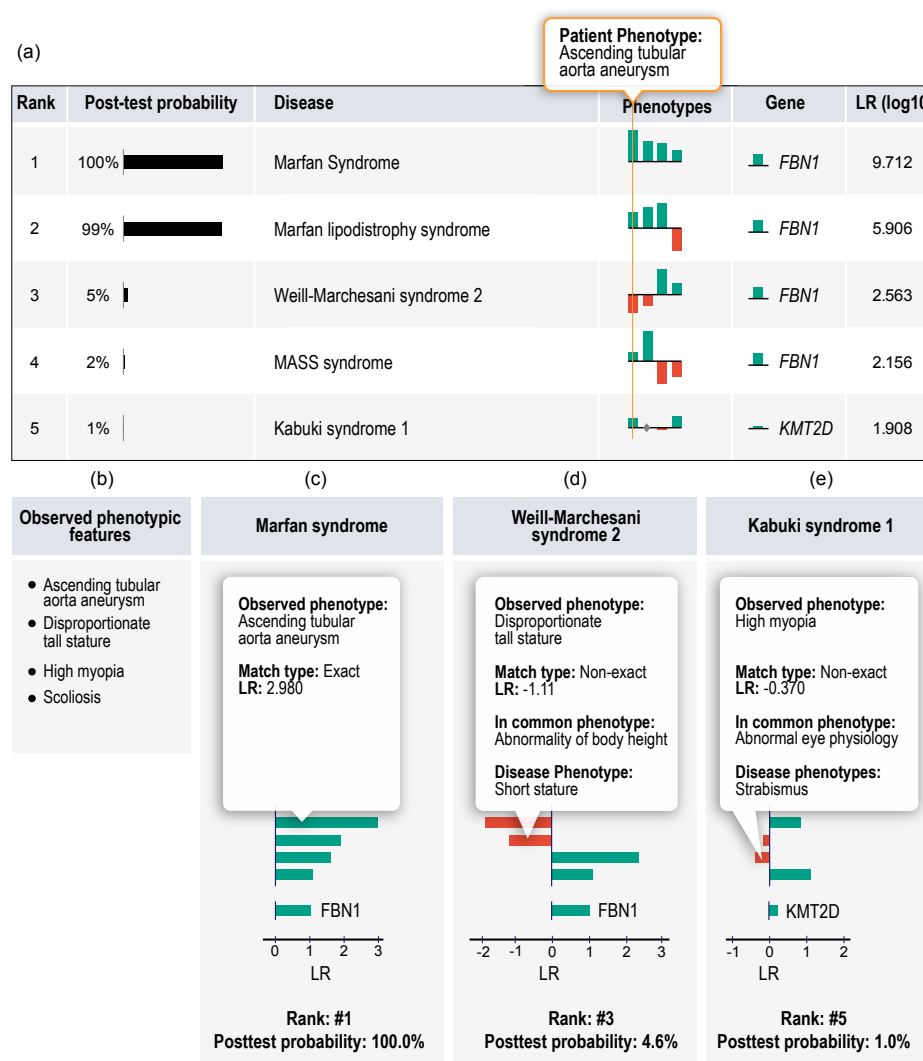 (a)
Patient Phenotype:
Ascending tubular
aorta aneurysm
Rank Post-test probability Disease Phenotypes Gene LR (log10
1 100% Marfan Syndrome FBN1 9.712
2 99% Marfan lipodistrophy syndrome FBN1 5.906
3 5% Weill-Marchesani syndrome 2 FBN1 2.563
4 2% MASS syndrome FBN1 2.156
5 1% Kabuki syndrome 1 KMT2D 1.908
(b)
Observed phenotypic
features
• Ascending tubular
aorta aneurysm
• Disproportionate
tall stature
• High myopia
• Scoliosis
(c)
Marfan syndrome
Observed phenotype:
Ascending tubular
aorta aneurysm
Match type: Exact
LR: 2.980
FBN1
0 1 2 3
LR
Rank: #1
Posttest probability: 100.0%
(d)
Weill-Marchesani
syndrome 2
Observed phenotype:
Disproportionate
tall stature
Match type: Non-exact
LR: -1.11
In common phenotype:
Abnormality of body height
Disease Phenotype:
Short stature
FBN1
-2 -1 0 1 2 3
LR
Rank: #3
Posttest probability: 4.6%
(e)
Kabuki syndrome 1
Observed phenotype:
High myopia
Match type: Non-exact
LR: -0.370
In common phenotype:
Abnormal eye physiology
Disease phenotypes:
Strabismus
KMT2D
-1 0 1 2
LR
Rank: #5
Posttest probability: 1.0%